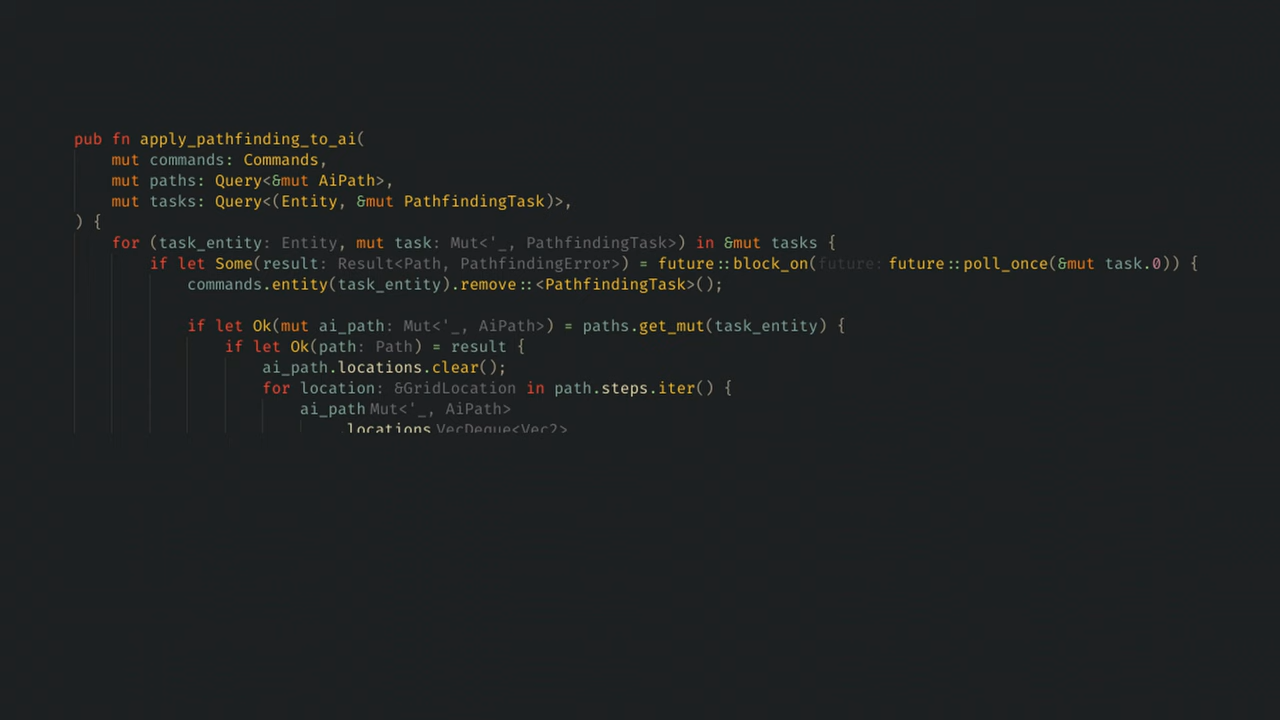 pub fn apply_pathfinding_to_ai(
    mut commands: Commands,
    mut paths: Query<&mut AiPath>,
    mut tasks: Query<(Entity, &mut PathfindingTask)>,
) {
    for (task_entity: Entity, mut task: Mut<'_, PathfindingTask>) in &mut tasks {
        if let Some(result: Result<Path, PathfindingError>) = future::block_on(future: future::poll_once(&mut task.0)) {
            commands.entity(task_entity).remove::<PathfindingTask>();

            if let Ok(mut ai_path: Mut<'_, AiPath>) = paths.get_mut(task_entity) {
                if let Ok(path: Path) = result {
                    ai_path.locations.clear();
                    for location: &GridLocation in path.steps.iter() {
                        ai_path Mut<'_, AiPath>
                            .locations VecDeque<Vec2>